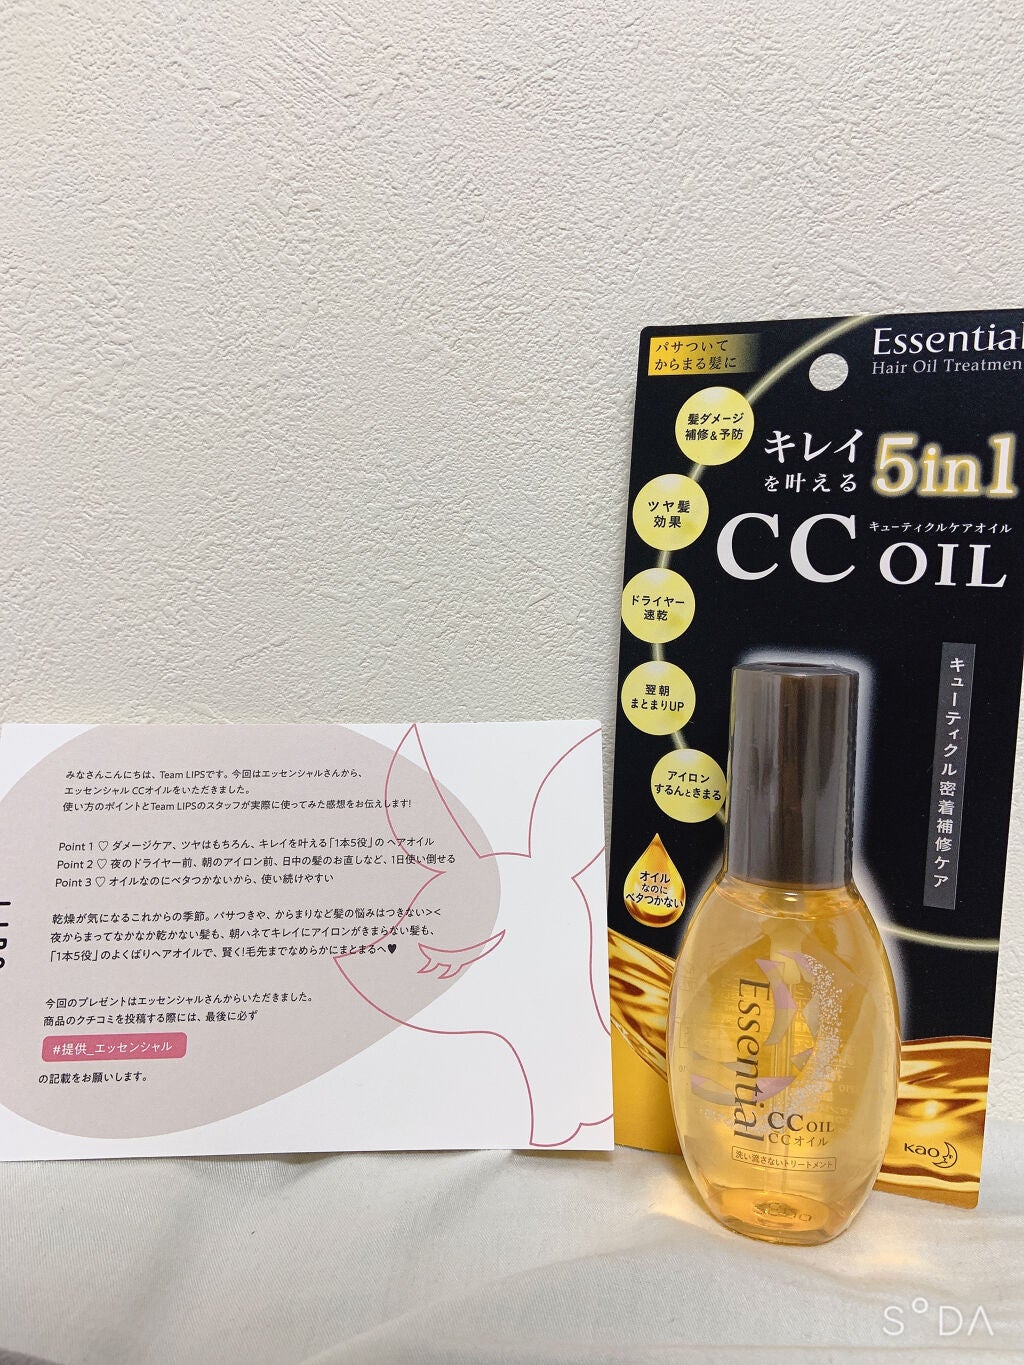 みなさんこんにちは、Team LIPSです。今回はエッセンシャルさんから、
エッセンシャル CCオイルをいただきました。
使い方のポイントとTeam LIPSのスタッフが実際に使ってみた感想をお伝えします!
Point 1 ♡ ダメージケア、ツヤはもちろん、キレイを叶える「1本5役」の ヘアオイル
Point 2 ♡ 夜のドライヤー前、朝のアイロン前、日中の髪のお直しなど、1日使い倒せる
Point 3 ♡ オイルなのにベタつかないから、使い続けやすい
乾燥が気になるこれからの季節。パサつきや、からまりなど髪の悩みはつきない><
夜からまってなかなか乾かない髪も、朝ハネてキレイにアイロンがきまらない髪も、
「1本5役」のよくばりヘアオイルで、賢く!毛先までなめらかにまとまるへ♥
今回のプレゼントはエッセンシャルさんからいただきました。
商品のクチコミを投稿する際には、最後に必ず
#提供_エッセンシャル
の記載をお願いします。
LIPS
パサついて
からまる髪に
Essential
Hair Oil Treatmen
髪ダメージ
補修&予防
ツヤ髪
効果
ドライヤー
速乾
翌朝
まとまりUP
アイロン
するんときまる
オイル
なのに
ベタつかない
キレイ
を叶える
5in1
キューティクルケアオイル
CC OIL
キューティクル密着補修ケア
Essential
CC OIL
CCオイル
洗い流さないトリートメント
Kao
S°DA